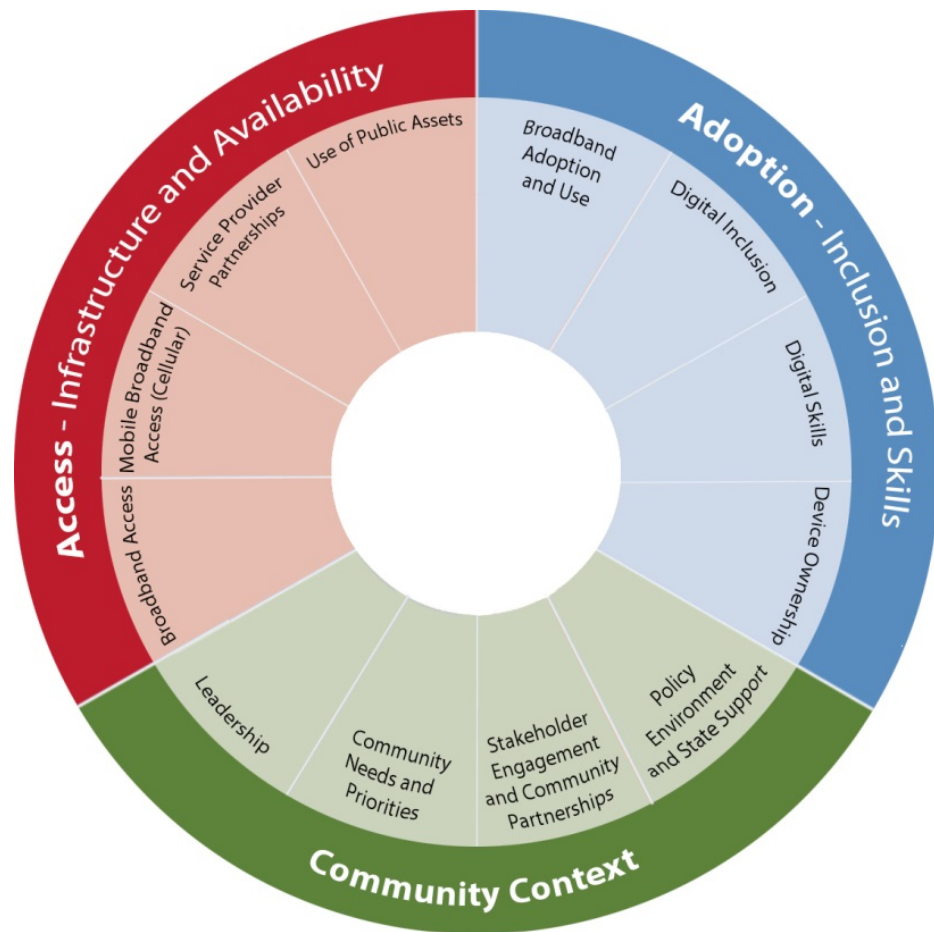 Access - Infrastructure and Availability
Use of Public Assets
Service Provider
Partnerships
Mobile Broadband
Access (Cellular)
Broadband Access
Adoption - Inclusion and Skills
Broadband
Adoption
and Use
Digital Inclusion
Digital Skills
Device Ownership
Community Context
Leadership
Community
Needs and
Priorities
Stakeholder
Engagement
and Community
Partnerships
Policy
Environment
and State Support